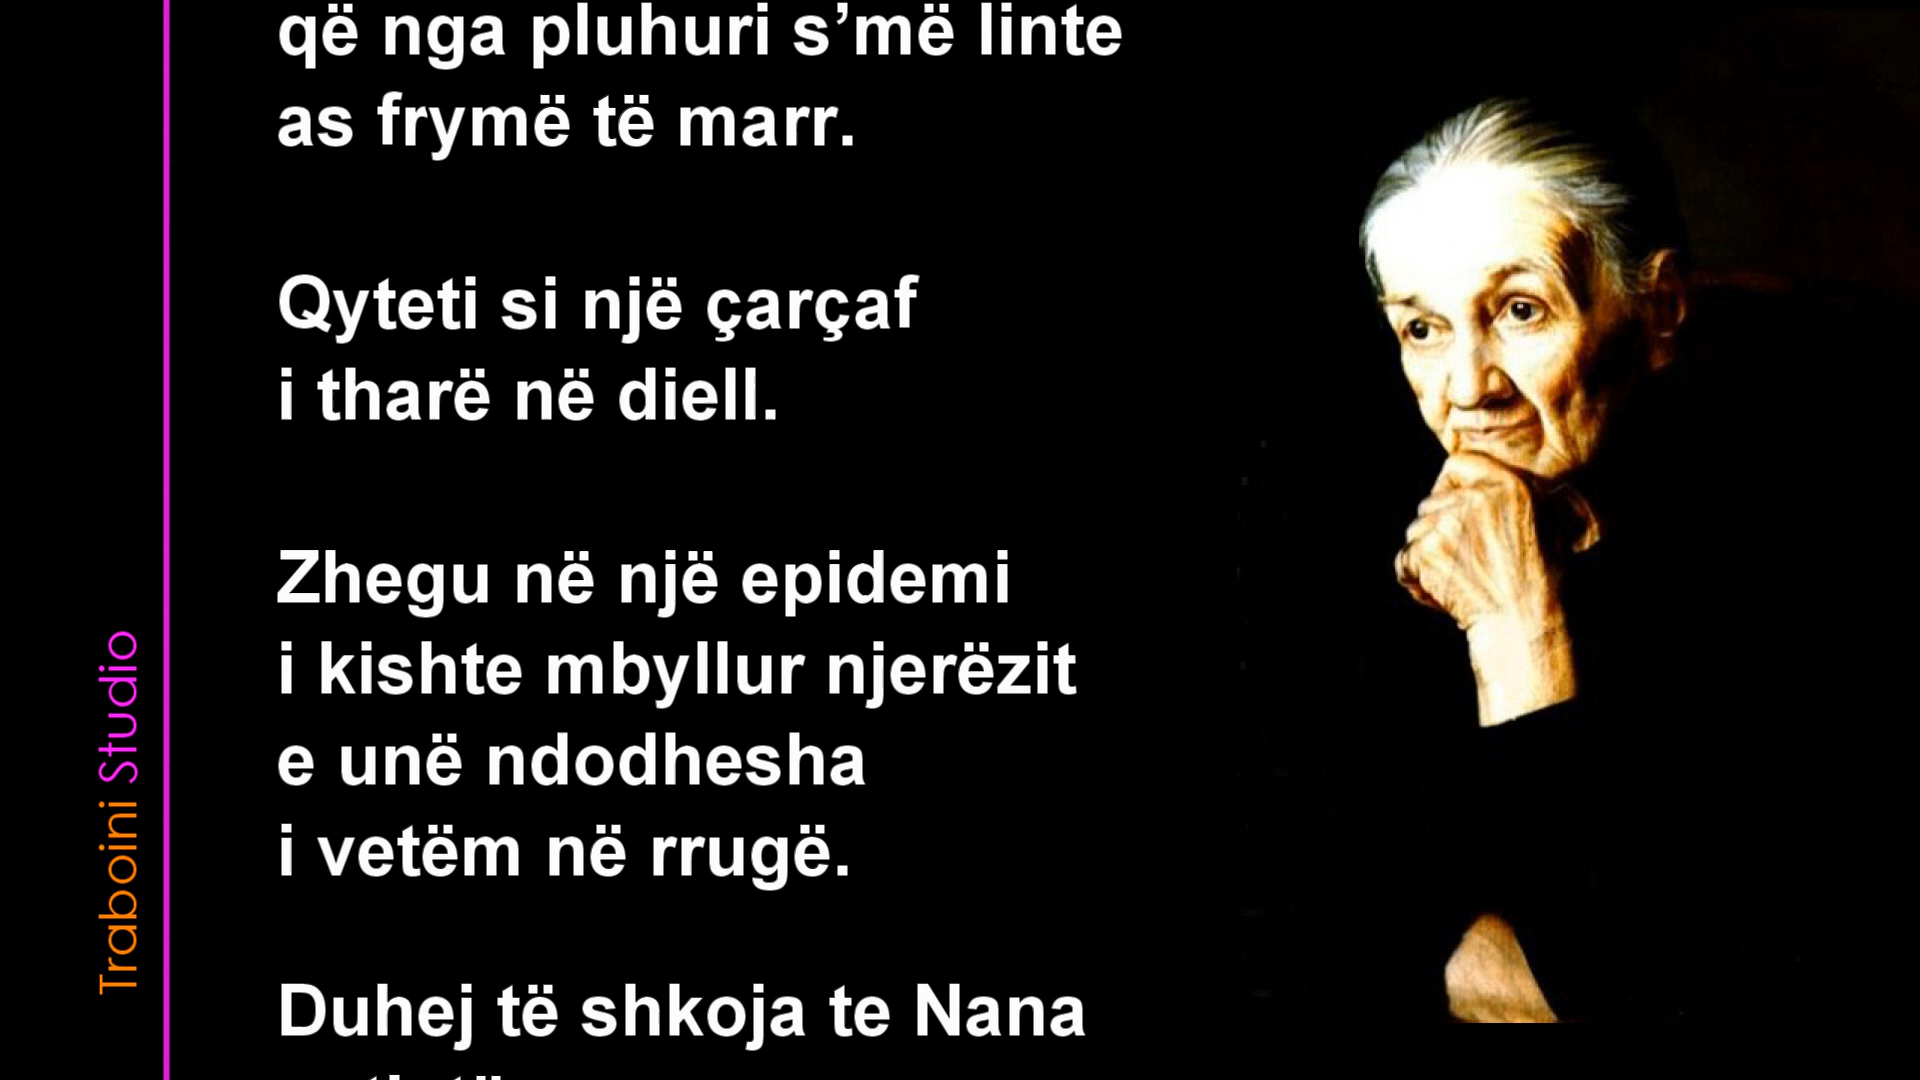 që nga pluhuri s’më linte
as frymë të marr.
Qyteti si një çarçaf
i tharë në diell.
Zhegu në një epidemi
i kishte mbyllur njerëzit
e unë ndodhesha
i vetëm në rrugë.
Duhej të shkoja te Nana
Traboini Studio